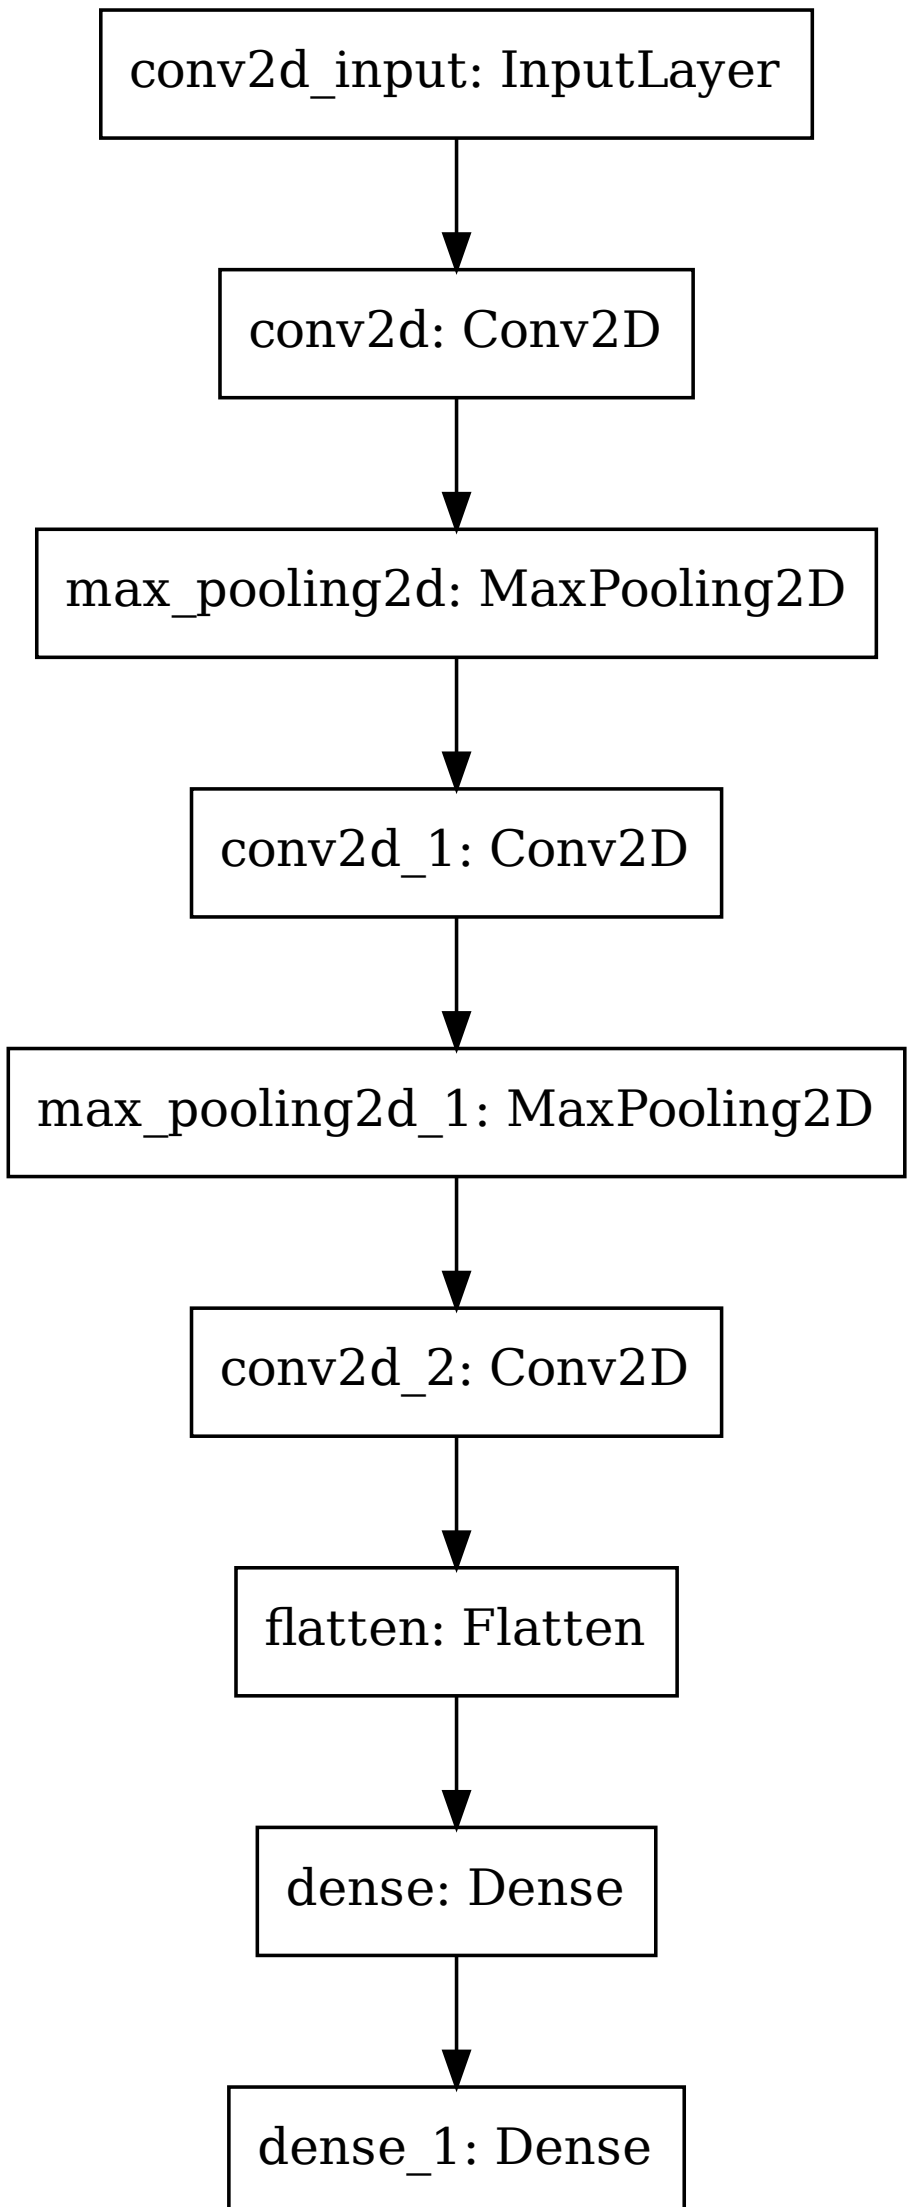 conv2d_input: InputLayer
conv2d: Conv2D
max_pooling2d: MaxPooling2D
conv2d_1: Conv2D
max_pooling2d_1: MaxPooling2D
conv2d_2: Conv2D
flatten: Flatten
dense: Dense
dense_1: Dense